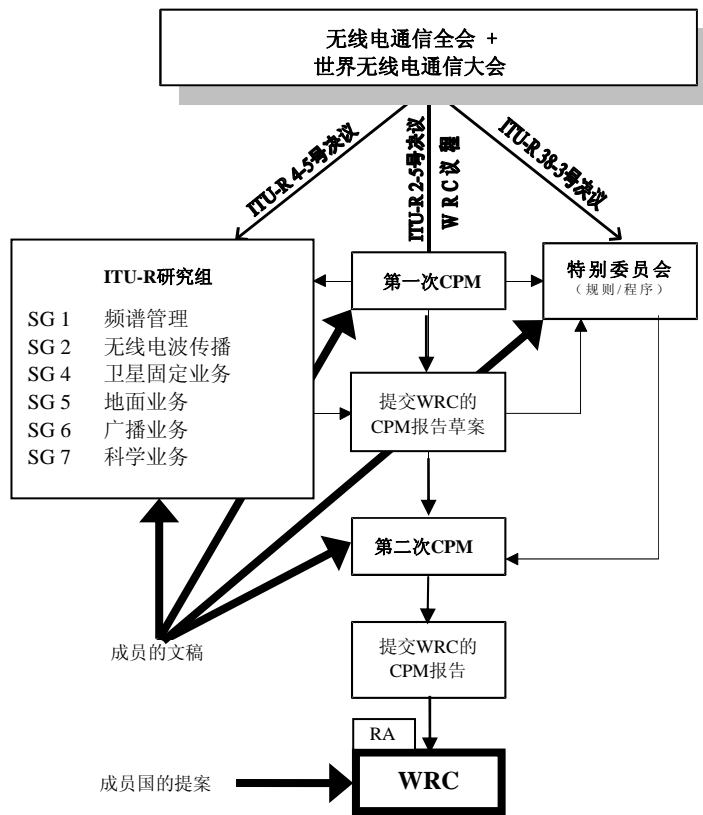 无线电通信全会 +
世界无线电通信大会
ITU-R 4-5号决议
ITU-R 2-5号决议
WRC议程
ITU-R 38-3号决议
ITU-R研究组
SG 1 频谱管理
SG 2 无线电波传播
SG 4 卫星固定业务
SG 5 地面业务
SG 6 广播业务
SG 7 科学业务
第一次CPM
特别委员会
（规则/程序）
提交WRC的
CPM报告草案
第二次CPM
成员的文稿
提交WRC的
CPM报告
RA
成员国的提案
WRC